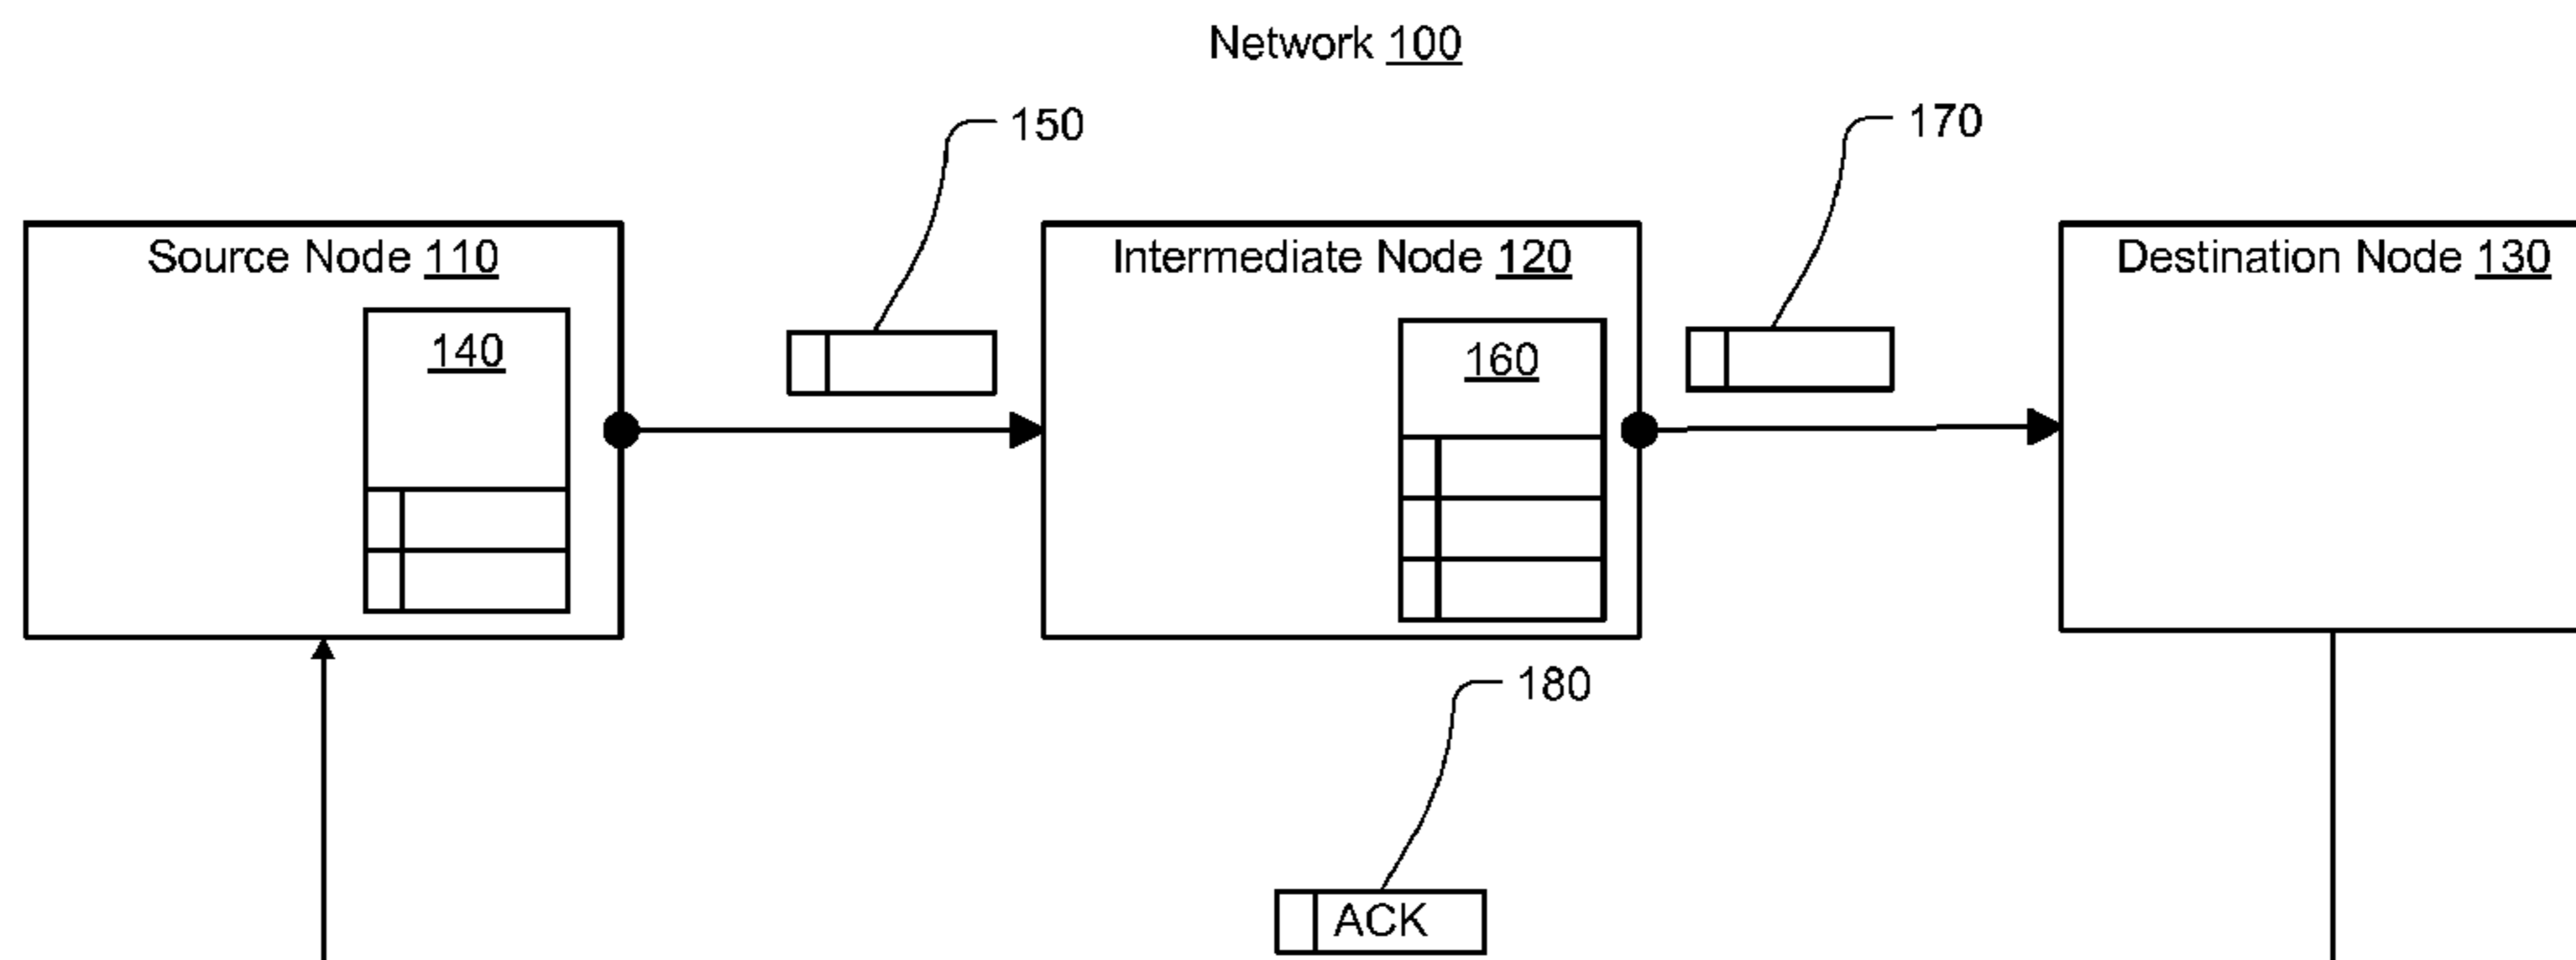 Network 100
150
170
Source Node 110
Intermediate Node 120
Destination Node 130
140
160
180
ACK